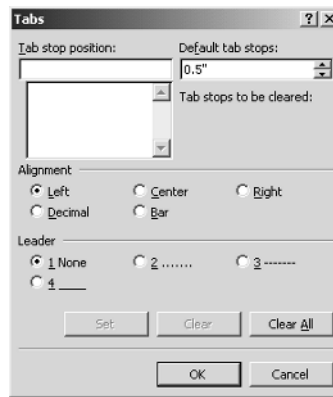 Tabs ? X
Tab stop position: Default tab stops:
0.5"
Tab stops to be cleared:
Alignment
Left Center Right
Decimal Bar
Leader
1 None 2 ....... 3 -------
4 ____
Set Clear Clear All
OK Cancel